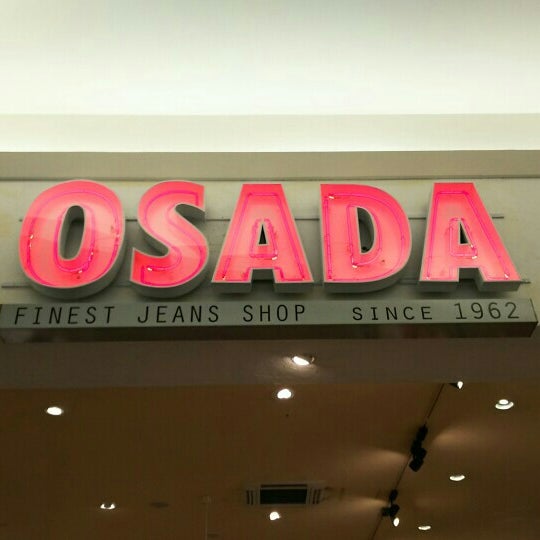 OSADA
FINEST JEANS SHOP SINCE 1962